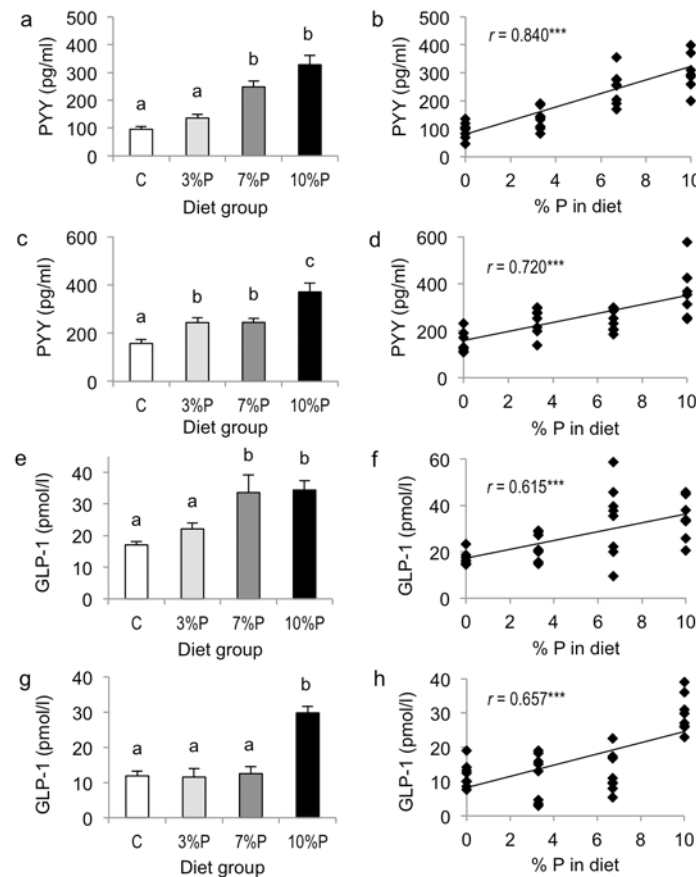 a
PYY (pg/ml)
500
400
300
200
100
0
a
a
b
b
C
3%P
7%P
10%P
Diet group
b
PYY (pg/ml)
500
400
300
200
100
0
r = 0.840***
0
2
4
6
8
10
% P in diet
c
PYY (pg/ml)
600
400
200
0
a
b
b
c
C
3%P
7%P
10%P
Diet group
d
PYY (pg/ml)
600
400
200
0
r = 0.720***
0
2
4
6
8
10
% P in diet
e
GLP-1 (pmol/l)
40
30
20
10
0
a
a
b
b
C
3%P
7%P
10%P
Diet group
f
GLP-1 (pmol/l)
60
40
20
0
r = 0.615***
0
2
4
6
8
10
% P in diet
g
GLP-1 (pmol/l)
40
30
20
10
0
a
a
a
b
C
3%P
7%P
10%P
Diet group
h
GLP-1 (pmol/l)
40
30
20
10
0
r = 0.657***
0
2
4
6
8
10
% P in diet